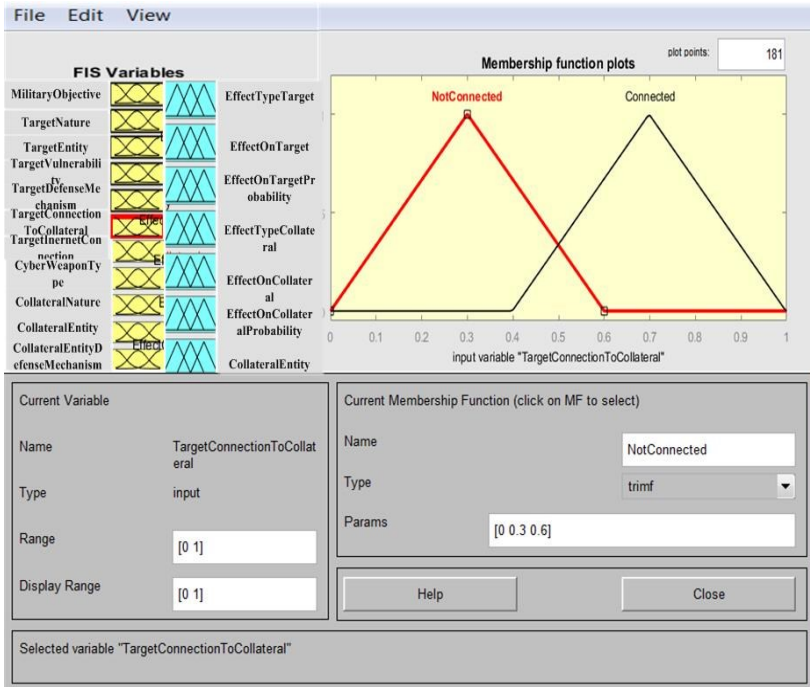 File Edit View
FIS Variables
MilitaryObjective
TargetNature
TargetEntity
TargetVulnerabili
ty
TargetDefenseMe
chanism
TargetConnection
ToCollateral
TargetInternetCon
nection
CyberWeaponTy
pe
CollateralNature
CollateralEntity
CollateralEntityD
efenseMechanism
EffectTypeTarget
EffectOnTarget
EffectOnTargetPr
obability
EffectTypeCollate
ral
EffectOnCollater
al
EffectOnCollater
alProbability
CollateralEntity
Membership function plots
plot points:
181
NotConnected
Connected
0 0.1 0.2 0.3 0.4 0.5 0.6 0.7 0.8 0.9 1
input variable "TargetConnectionToCollateral"
Current Variable
Name
TargetConnectionToCollat
eral
Type
input
Range
[0 1]
Display Range
[0 1]
Current Membership Function (click on MF to select)
Name
NotConnected
Type
trimf
Params
[0 0.3 0.6]
Help
Close
Selected variable "TargetConnectionToCollateral"